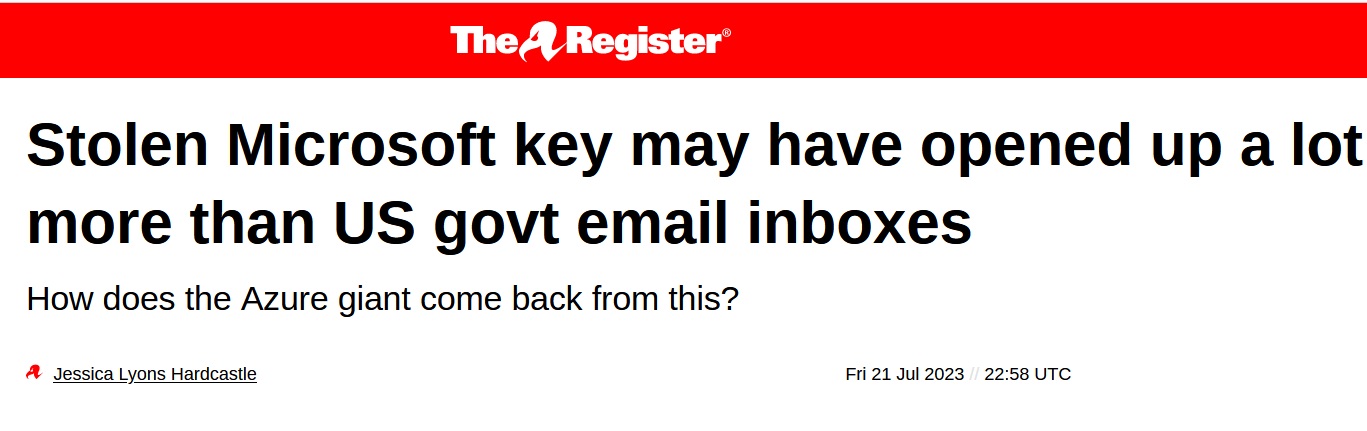 The Register®
Stolen Microsoft key may have opened up a lot
more than US govt email inboxes
How does the Azure giant come back from this?
Jessica Lyons Hardcastle
Fri 21 Jul 2023 // 22:58 UTC